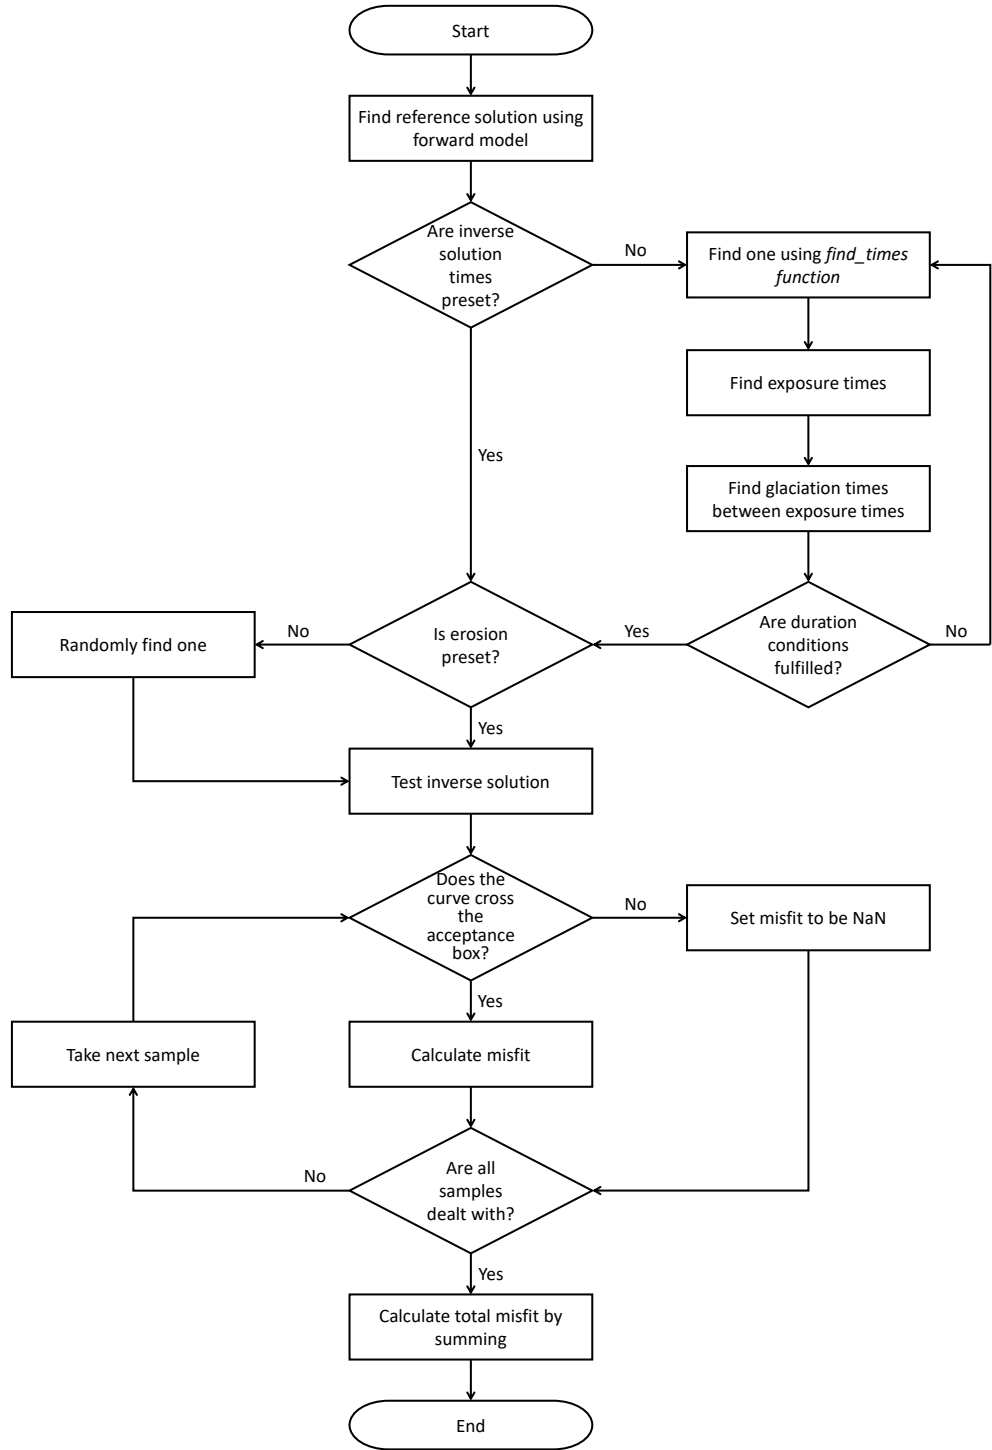 Start
Find reference solution using
forward model
Are inverse
solution
times
preset?
No
Find one using find_times
function
Find exposure times
Yes
Find glaciation times
between exposure times
Randomly find one
No
Is erosion
preset?
Yes
Are duration
conditions
fulfilled?
No
Yes
Test inverse solution
Does the
curve cross
the
acceptance
box?
No
Set misfit to be NaN
Yes
Take next sample
Calculate misfit
No
Are all
samples
dealt with?
Yes
Calculate total misfit by
summing
End